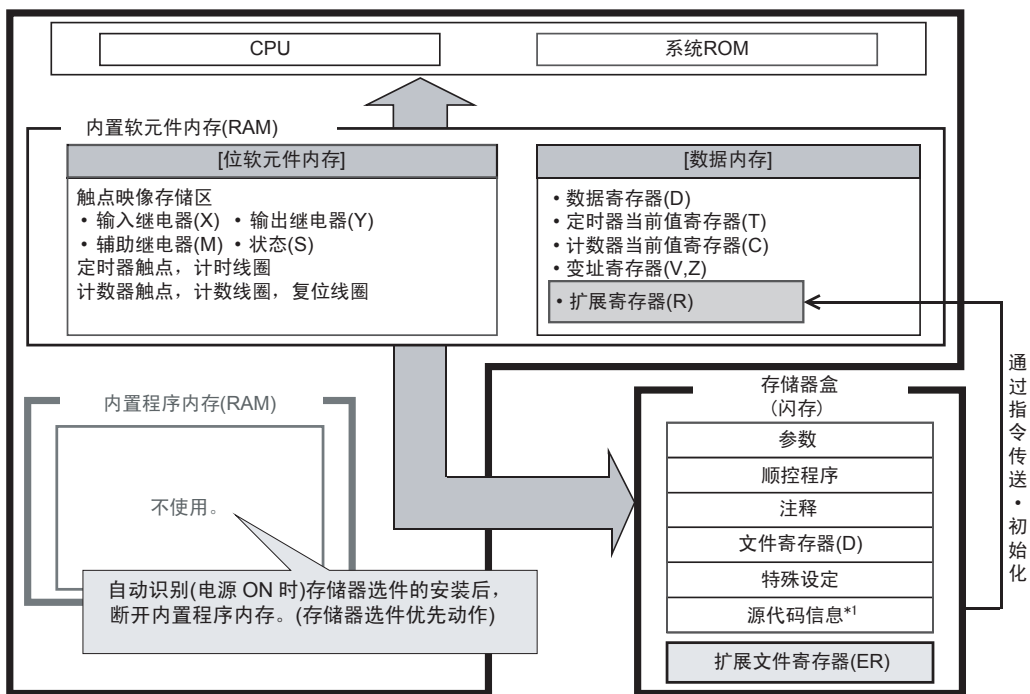 CPU
系统ROM
内置软元件内存(RAM)
[位软元件内存]
触点映像存储区
• 输入继电器(X) • 输出继电器(Y)
• 辅助继电器(M) • 状态(S)
定时器触点，计时线圈
计数器触点，计数线圈，复位线圈
[数据内存]
• 数据寄存器(D)
• 定时器当前值寄存器(T)
• 计数器当前值寄存器(C)
• 变址寄存器(V,Z)
• 扩展寄存器(R)
内置程序内存(RAM)
不使用。
自动识别(电源 ON 时)存储器选件的安装后，
断开内置程序内存。(存储器选件优先动作)
存储器盒
(闪存)
参数
顺控程序
注释
文件寄存器(D)
特殊设定
源代码信息*1
扩展文件寄存器(ER)
通过指令传送・初始化